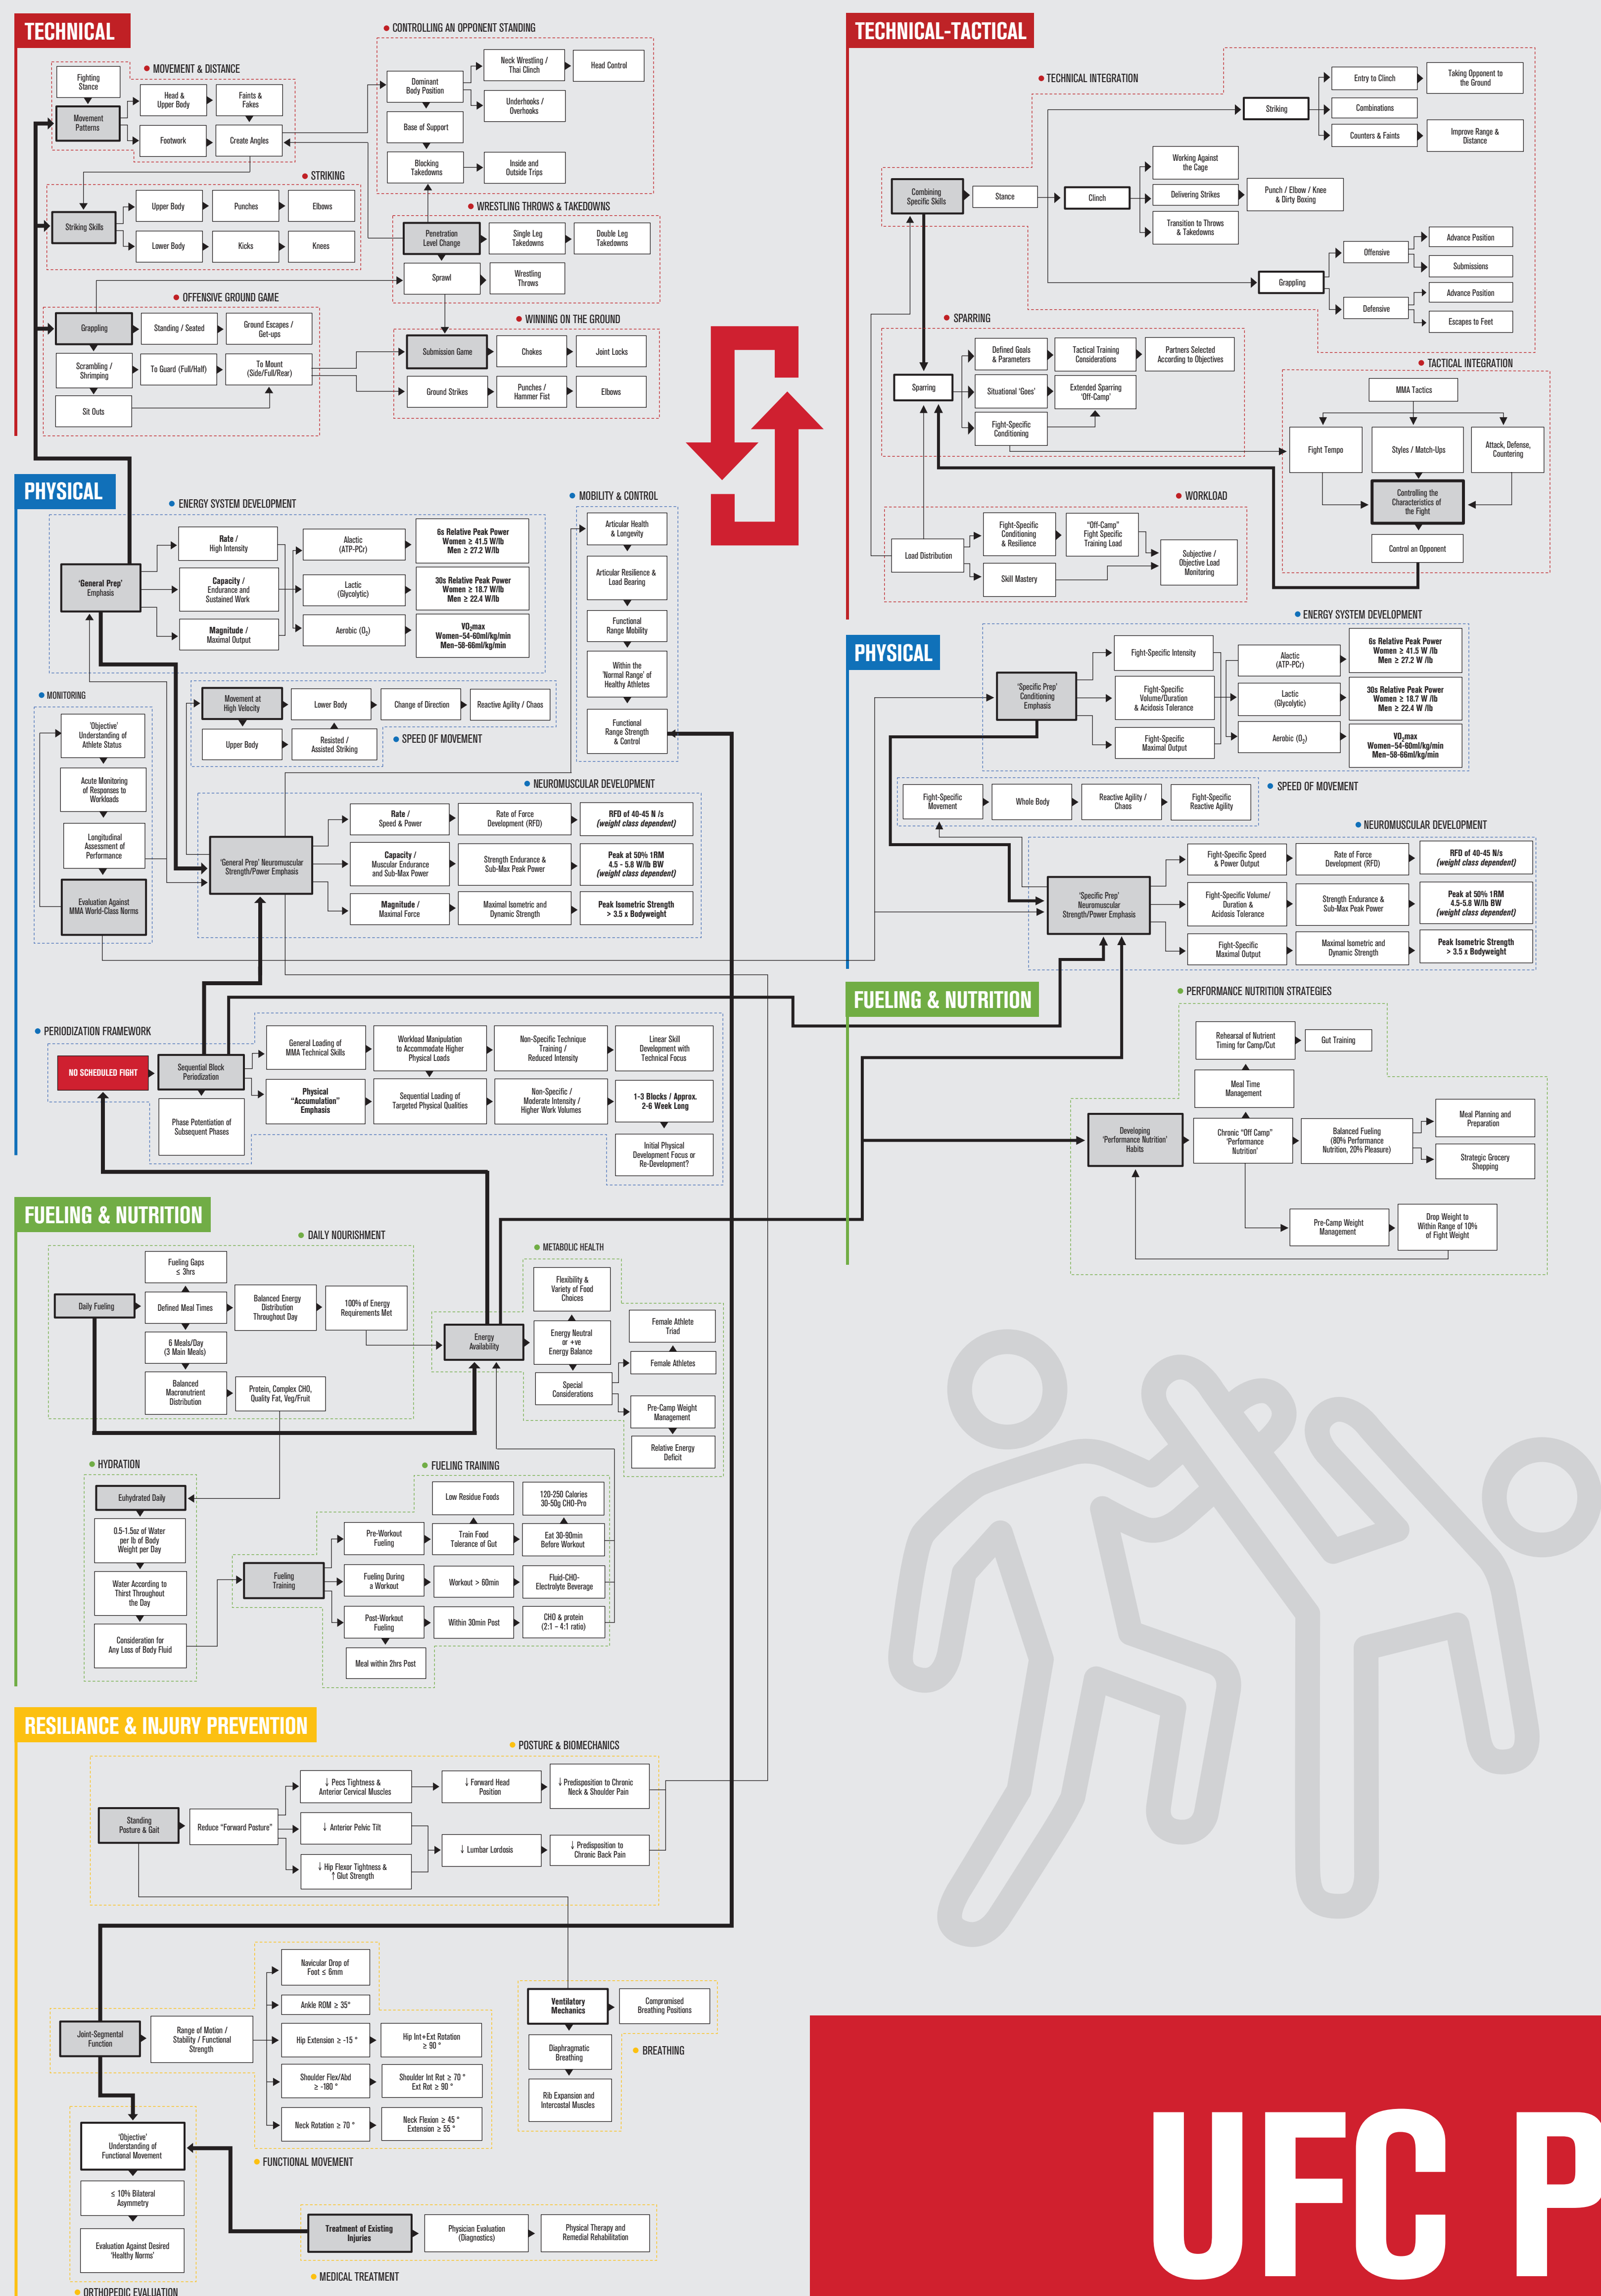 TECHNICAL
MOVEMENT & DISTANCE
Fighting
Stance
Movement
Patterns
Head &
Upper Body
Faints &
Fakes
Footwork
Create Angles
STRIKING
Striking Skills
Upper Body
Punches
Elbows
Lower Body
Kicks
Knees
OFFENSIVE GROUND GAME
Grappling
Standing / Seated
Ground Escapes /
Get-ups
Scrambling /
Shrimping
To Guard (Full/Half)
To Mount
(Side/Full/Rear)
Sit Outs
CONTROLLING AN OPPONENT STANDING
Dominant
Body Position
Neck Wrestling /
Thai Clinch
Head Control
Underhooks /
Overhooks
Base of Support
Blocking
Takedowns
Inside and
Outside Trips
WRESTLING THROWS & TAKEDOWNS
Penetration
Level Change
Single Leg
Takedowns
Double Leg
Takedowns
Sprawl
Wrestling
Throws
WINNING ON THE GROUND
Submission Game
Chokes
Joint Locks
Ground Strikes
Punches /
Hammer Fist
Elbows
PHYSICAL
ENERGY SYSTEM DEVELOPMENT
'General Prep'
Emphasis
Rate /
High Intensity
Capacity /
Endurance and
Sustained Work
Magnitude /
Maximal Output
Alactic
(ATP-PCr)
Lactic
(Glycolytic)
Aerobic (O2)
6s Relative Peak Power
Women ≥ 41.5 W/lb
Men ≥ 27.2 W/lb
30s Relative Peak Power
Women ≥ 18.7 W/lb
Men ≥ 22.4 W/lb
VO2max
Women~54-60ml/kg/min
Men~58-66ml/kg/min
MOBILITY & CONTROL
Articular Health
& Longevity
Articular Resilience &
Load Bearing
Functional
Range Mobility
Within the
'Normal Range' of
Healthy Athletes
Functional
Range Strength
& Control
MONITORING
'Objective'
Understanding of
Athlete Status
Acute Monitoring
of Responses to
Workloads
Longitudinal
Assessment of
Performance
Evaluation Against
MMA World-Class Norms
Movement at
High Velocity
Lower Body
Change of Direction
Reactive Agility / Chaos
Upper Body
Resisted /
Assisted Striking
SPEED OF MOVEMENT
NEUROMUSCULAR DEVELOPMENT
'General Prep' Neuromuscular
Strength/Power Emphasis
Rate /
Speed & Power
Rate of Force
Development (RFD)
RFD of 40-45 N /s
(weight class dependent)
Capacity /
Muscular Endurance
and Sub-Max Power
Strength Endurance &
Sub-Max Peak Power
Peak at 50% 1RM
4.5 - 5.8 W/lb BW
(weight class dependent)
Magnitude /
Maximal Force
Maximal Isometric and
Dynamic Strength
Peak Isometric Strength
> 3.5 x Bodyweight
PERIODIZATION FRAMEWORK
NO SCHEDULED FIGHT
Sequential Block
Periodization
Phase Potentiation of
Subsequent Phases
General Loading of
MMA Technical Skills
Workload Manipulation
to Accommodate Higher
Physical Loads
Non-Specific Technique
Training /
Reduced Intensity
Linear Skill
Development with
Technical Focus
Physical
"Accumulation"
Emphasis
Sequential Loading of
Targeted Physical Qualities
Non-Specific /
Moderate Intensity /
Higher Work Volumes
1-3 Blocks / Approx.
2-6 Week Long
Initial Physical
Development Focus or
Re-Development?
FUELING & NUTRITION
DAILY NOURISHMENT
Daily Fueling
Fueling Gaps
≤ 3hrs
Defined Meal Times
Balanced Energy
Distribution
Throughout Day
100% of Energy
Requirements Met
6 Meals/Day
(3 Main Meals)
Balanced
Macronutrient
Distribution
Protein, Complex CHO,
Quality Fat, Veg/Fruit
METABOLIC HEALTH
Energy
Availability
Flexibility &
Variety of Food
Choices
Energy Neutral
or +ve
Energy Balance
Special
Considerations
Female Athlete
Triad
Female Athletes
Pre-Camp Weight
Management
Relative Energy
Deficit
HYDRATION
Euhydrated Daily
0.5-1.5oz of Water
per lb of Body
Weight per Day
Water According to
Thirst Throughout
the Day
Consideration for
Any Loss of Body Fluid
FUELING TRAINING
Fueling
Training
Pre-Workout
Fueling
Train Food
Tolerance of Gut
Low Residue Foods
Eat 30-90min
Before Workout
120-250 Calories
30-50g CHO-Pro
Fueling During
a Workout
Workout > 60min
Fluid-CHO-
Electrolyte Beverage
Post-Workout
Fueling
Within 30min Post
CHO & protein
(2:1 – 4:1 ratio)
Meal within 2hrs Post
RESILIANCE & INJURY PREVENTION
POSTURE & BIOMECHANICS
Standing
Posture & Gait
Reduce "Forward Posture"
↓ Pecs Tightness &
Anterior Cervical Muscles
↓ Forward Head
Position
↓ Predisposition to Chronic
Neck & Shoulder Pain
↓ Anterior Pelvic Tilt
↓ Hip Flexor Tightness &
↑ Glut Strength
↓ Lumbar Lordosis
↓ Predisposition to
Chronic Back Pain
Joint-Segmental
Function
Range of Motion /
Stability / Functional
Strength
Navicular Drop of
Foot ≤ 6mm
Ankle ROM ≥ 35°
Hip Extension ≥ -15 °
Hip Int+Ext Rotation
≥ 90 °
Shoulder Flex/Abd
≥ -180 °
Shoulder Int Rot ≥ 70 °
Ext Rot ≥ 90 °
Neck Rotation ≥ 70 °
Neck Flexion ≥ 45 °
Extension ≥ 55 °
FUNCTIONAL MOVEMENT
Ventilatory
Mechanics
Compromised
Breathing Positions
Diaphragmatic
Breathing
Rib Expansion and
Intercostal Muscles
BREATHING
'Objective'
Understanding of
Functional Movement
≤ 10% Bilateral
Asymmetry
Evaluation Against Desired
'Healthy Norms'
ORTHOPEDIC EVALUATION
Treatment of Existing
Injuries
Physician Evaluation
(Diagnostics)
Physical Therapy and
Remedial Rehabilitation
MEDICAL TREATMENT
TECHNICAL-TACTICAL
TECHNICAL INTEGRATION
Combining
Specific Skills
Stance
Striking
Entry to Clinch
Taking Opponent to
the Ground
Combinations
Counters & Faints
Improve Range &
Distance
Clinch
Working Against
the Cage
Delivering Strikes
Punch / Elbow / Knee
& Dirty Boxing
Transition to Throws
& Takedowns
Grappling
Offensive
Advance Position
Submissions
Defensive
Advance Position
Escapes to Feet
SPARRING
Sparring
Defined Goals
& Parameters
Tactical Training
Considerations
Partners Selected
According to Objectives
Situational 'Goes'
Extended Sparring
'Off-Camp'
Fight-Specific
Conditioning
TACTICAL INTEGRATION
MMA Tactics
Fight Tempo
Styles / Match-Ups
Attack, Defense,
Countering
Controlling the
Characteristics of
the Fight
Control an Opponent
WORKLOAD
Load Distribution
Fight-Specific
Conditioning
& Resilience
"Off-Camp"
Fight Specific
Training Load
Skill Mastery
Subjective /
Objective Load
Monitoring
PHYSICAL
ENERGY SYSTEM DEVELOPMENT
'Specific Prep'
Conditioning
Emphasis
Fight-Specific Intensity
Fight-Specific
Volume/Duration
& Acidosis Tolerance
Fight-Specific
Maximal Output
Alactic
(ATP-PCr)
Lactic
(Glycolytic)
Aerobic (O2)
6s Relative Peak Power
Women ≥ 41.5 W /lb
Men ≥ 27.2 W /lb
30s Relative Peak Power
Women ≥ 18.7 W /lb
Men ≥ 22.4 W /lb
VO2max
Women~54-60ml/kg/min
Men~58-66ml/kg/min
Fight-Specific
Movement
Whole Body
Reactive Agility /
Chaos
Fight-Specific
Reactive Agility
SPEED OF MOVEMENT
NEUROMUSCULAR DEVELOPMENT
'Specific Prep'
Neuromuscular
Strength/Power Emphasis
Fight-Specific Speed
& Power Output
Rate of Force
Development (RFD)
RFD of 40-45 N/s
(weight class dependent)
Fight-Specific Volume/
Duration &
Acidosis Tolerance
Strength Endurance &
Sub-Max Peak Power
Peak at 50% 1RM
4.5-5.8 W/lb BW
(weight class dependent)
Fight-Specific
Maximal Output
Maximal Isometric and
Dynamic Strength
Peak Isometric Strength
> 3.5 x Bodyweight
FUELING & NUTRITION
PERFORMANCE NUTRITION STRATEGIES
Rehearsal of Nutrient
Timing for Camp/Cut
Gut Training
Meal Time
Management
Developing
'Performance Nutrition'
Habits
Chronic "Off Camp"
'Performance
Nutrition'
Balanced Fueling
(80% Performance
Nutrition, 20% Pleasure)
Meal Planning and
Preparation
Strategic Grocery
Shopping
Pre-Camp Weight
Management
Drop Weight to
Within Range of 10%
of Fight Weight
UFC P